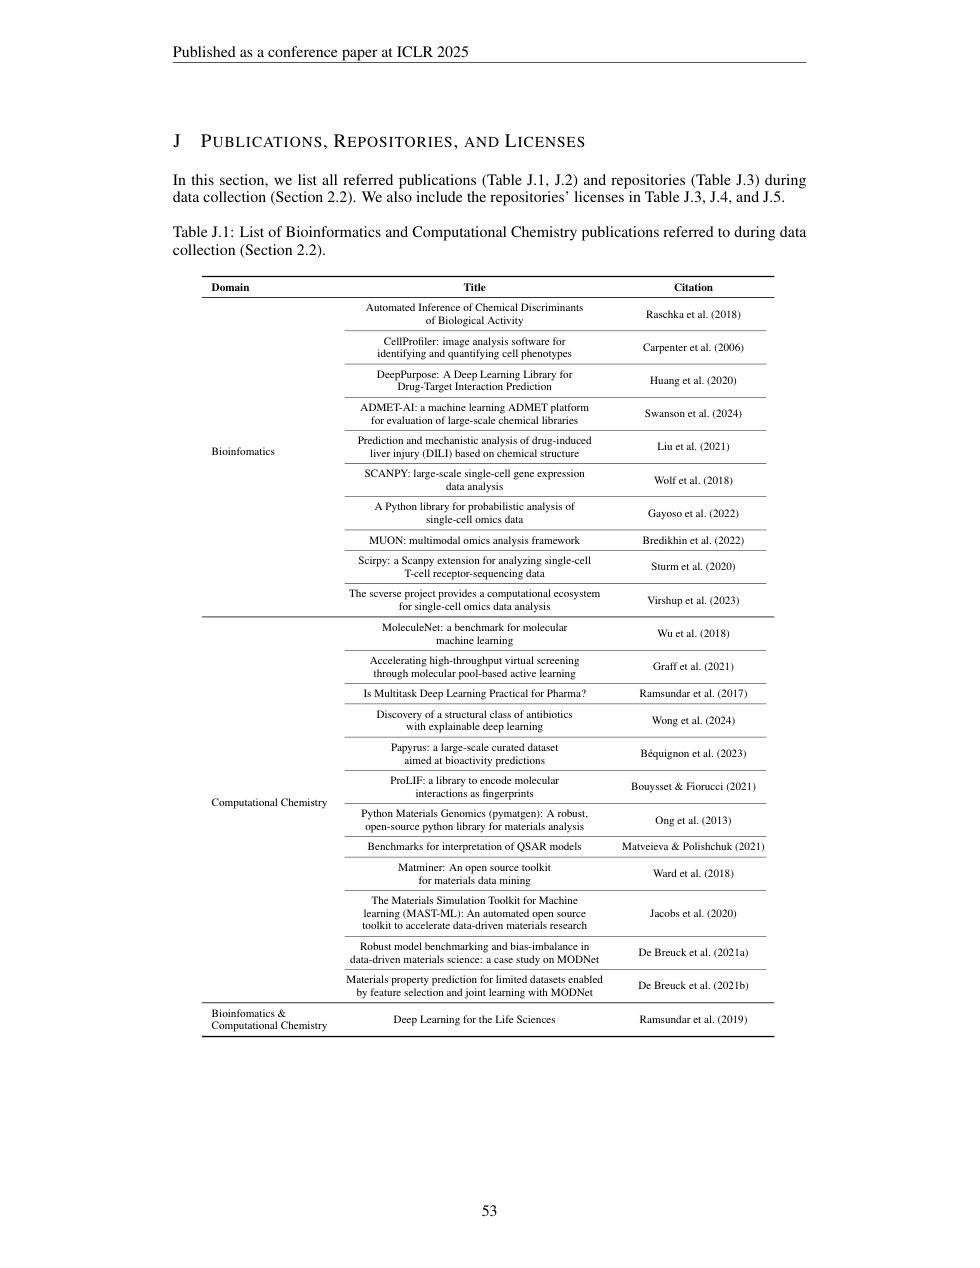 Published as a conference paper at ICLR 2025
J PUBLICATIONS, REPOSITORIES, AND LICENSES
In this section, we list all referred publications (Table J.1, J.2) and repositories (Table J.3) during
data collection (Section 2.2). We also include the repositories' licenses in Table J.3, J.4, and J.5.
Table J.1: List of Bioinformatics and Computational Chemistry publications referred to during data
collection (Section 2.2).
Domain Title Citation
Automated Inference of Chemical Discriminants
of Biological Activity
Raschka et al. (2018)
CellProfiler: image analysis software for
identifying and quantifying cell phenotypes
Carpenter et al. (2006)
DeepPurpose: A Deep Learning Library for
Drug-Target Interaction Prediction
Huang et al. (2020)
ADMET-AI: a machine learning ADMET platform
for evaluation of large-scale chemical libraries
Swanson et al. (2024)
Bioinfomatics
Prediction and mechanistic analysis of drug-induced
liver injury (DILI) based on chemical structure
Liu et al. (2021)
SCANPY: large-scale single-cell gene expression
data analysis
Wolf et al. (2018)
A Python library for probabilistic analysis of
single-cell omics data
Gayoso et al. (2022)
MUON: multimodal omics analysis framework Bredikhin et al. (2022)
Scirpy: a Scanpy extension for analyzing single-cell
T-cell receptor-sequencing data
Sturm et al. (2020)
The scverse project provides a computational ecosystem
for single-cell omics data analysis
Virshup et al. (2023)
MoleculeNet: a benchmark for molecular
machine learning
Wu et al. (2018)
Accelerating high-throughput virtual screening
through molecular pool-based active learning
Graff et al. (2021)
Is Multitask Deep Learning Practical for Pharma? Ramsundar et al. (2017)
Discovery of a structural class of antibiotics
with explainable deep learning
Wong et al. (2024)
Papyrus: a large-scale curated dataset
aimed at bioactivity predictions
Béquignon et al. (2023)
ProLIF: a library to encode molecular
interactions as fingerprints
Bouysset & Fiorucci (2021)
Computational Chemistry
Python Materials Genomics (pymatgen): A robust,
open-source python library for materials analysis
Ong et al. (2013)
Benchmarks for interpretation of QSAR models Matveieva & Polishchuk (2021)
Matminer: An open source toolkit
for materials data mining
Ward et al. (2018)
The Materials Simulation Toolkit for Machine
learning (MAST-ML): An automated open source
toolkit to accelerate data-driven materials research
Jacobs et al. (2020)
Robust model benchmarking and bias-imbalance in
data-driven materials science: a case study on MODNet
De Breuck et al. (2021a)
Materials property prediction for limited datasets enabled
by feature selection and joint learning with MODNet
De Breuck et al. (2021b)
Bioinfomatics &
Computational Chemistry
Deep Learning for the Life Sciences Ramsundar et al. (2019)
53